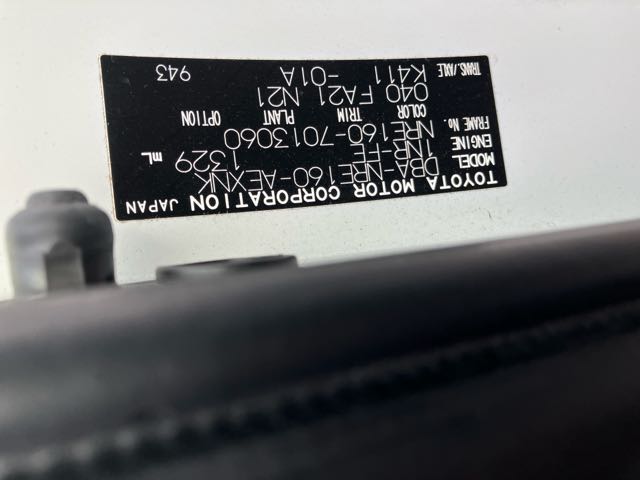 TOYOTA MOTOR CORPORATION JAPAN
MODEL DBA-NRE160-AEXNK
ENGINE 1NR-FE 1329 mL
FRAME No. NRE160-7013060
COLOR TRIM PLANT OPTION
040 FA21 N21
TRANS./AXLE K411 -01A
943